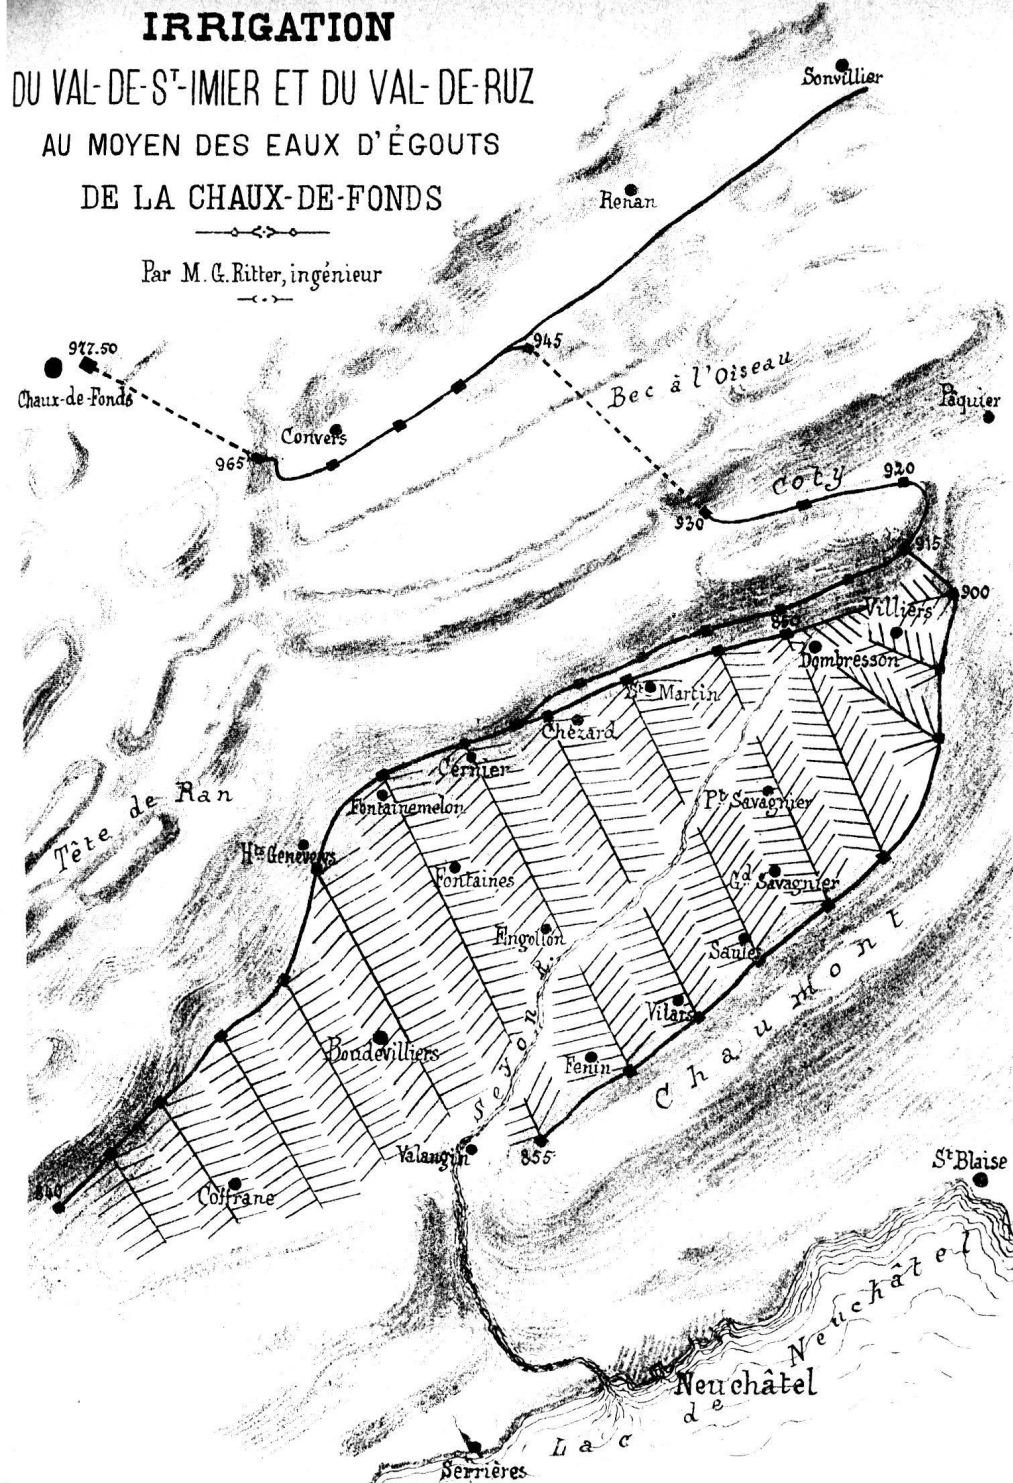 IRRIGATION
DU VAL-DE-ST-IMIER ET DU VAL-DE-RUZ
AU MOYEN DES EAUX D'ÉGOUTS
DE LA CHAUX-DE-FONDS
Par M. G. Ritter, ingénieur
Sonvillier
Renan
977.50
Chaux-de-Fonds
945
Bec à l'Oiseau
Convers
965
Pâquier
Coty
920
930
915
900
Villiers
Dombresson
St Martin
Chézard
Cernier
Fontainemelon
Pt Savagnier
Tête de Ran
Hts Geneveys
Fontaines
Gd Savagnier
Engollon
Saules
Vilars
Boudevilliers
Seyon R.
Fenin
Chaumont
Valangin
855
840
Coffrane
St Blaise
Neuchâtel
Lac de Neuchâtel
Serrières